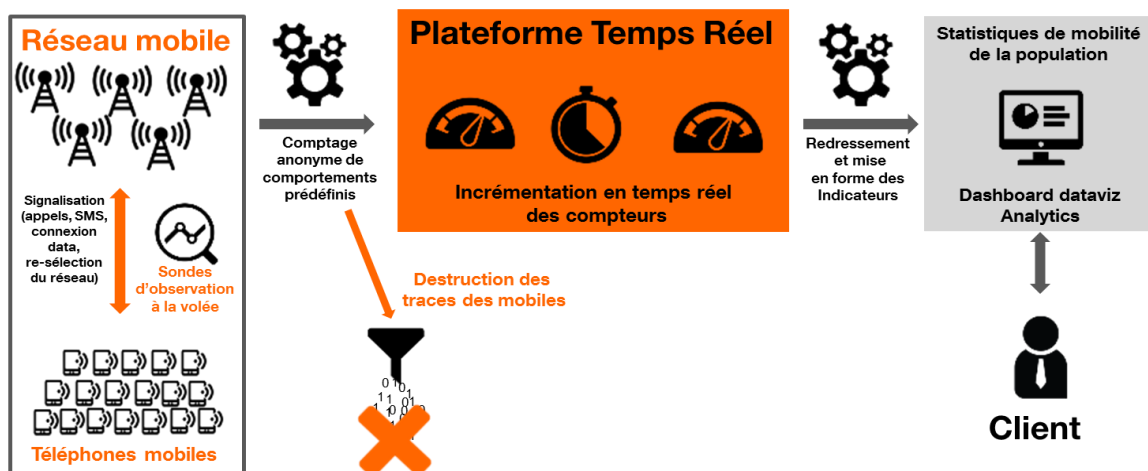 Réseau mobile
Signalisation
(appels, SMS,
connexion
data,
re-sélection
du réseau)
Sondes
d'observation
à la volée
Téléphones mobiles
Comptage
anonyme de
comportements
prédéfinis
Destruction des
traces des mobiles
Plateforme Temps Réel
Incrémentation en temps réel
des compteurs
Redressement
et mise
en forme des
Indicateurs
Statistiques de mobilité
de la population
Dashboard dataviz
Analytics
Client